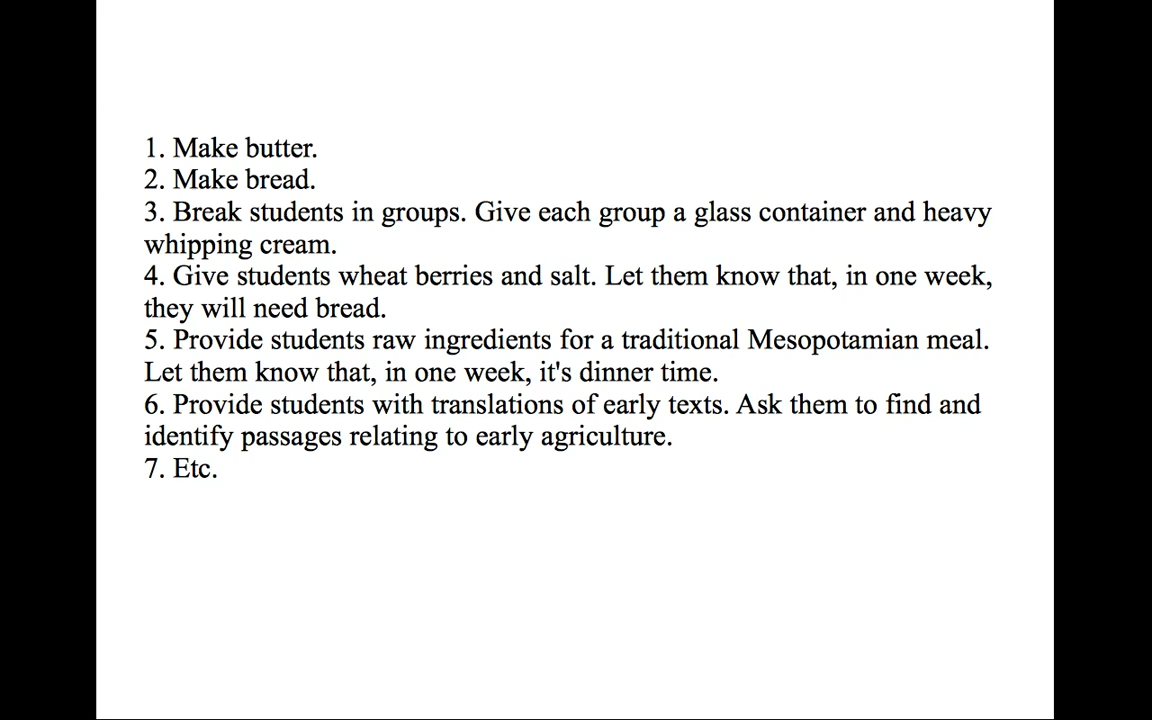 1. Make butter.
2. Make bread.
3. Break students in groups. Give each group a glass container and heavy
whipping cream.
4. Give students wheat berries and salt. Let them know that, in one week,
they will need bread.
5. Provide students raw ingredients for a traditional Mesopotamian meal.
Let them know that, in one week, it's dinner time.
6. Provide students with translations of early texts. Ask them to find and
identify passages relating to early agriculture.
7. Etc.